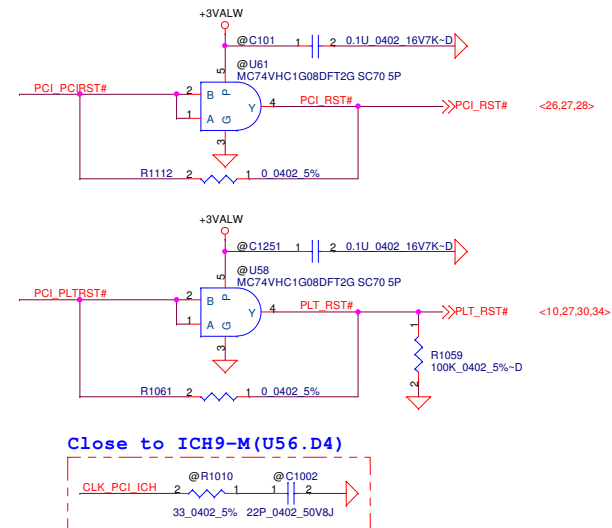 +3VALW
@C101 1 2 0.1U_0402_16V7K~D
@U61
MC74VHC1G08DFT2G SC70 5P
5
PCI_PCIRST# 2 B P
Y 4 PCI_RST# PCI_RST# <26,27,28>
1 A G
3
R1112 2 1 0_0402_5%
+3VALW
@C1251 1 2 0.1U_0402_16V7K~D
@U58
MC74VHC1G08DFT2G SC70 5P
5
PCI_PLTRST# 2 B P
Y 4 PLT_RST# PLT_RST# <10,27,30,34>
1 A G
3
1
R1059
100K_0402_5%~D
2
R1061 2 1 0_0402_5%
Close to ICH9-M(U56.D4)
@R1010 @C1002
CLK_PCI_ICH 2 1 1 2
33_0402_5% 22P_0402_50V8J